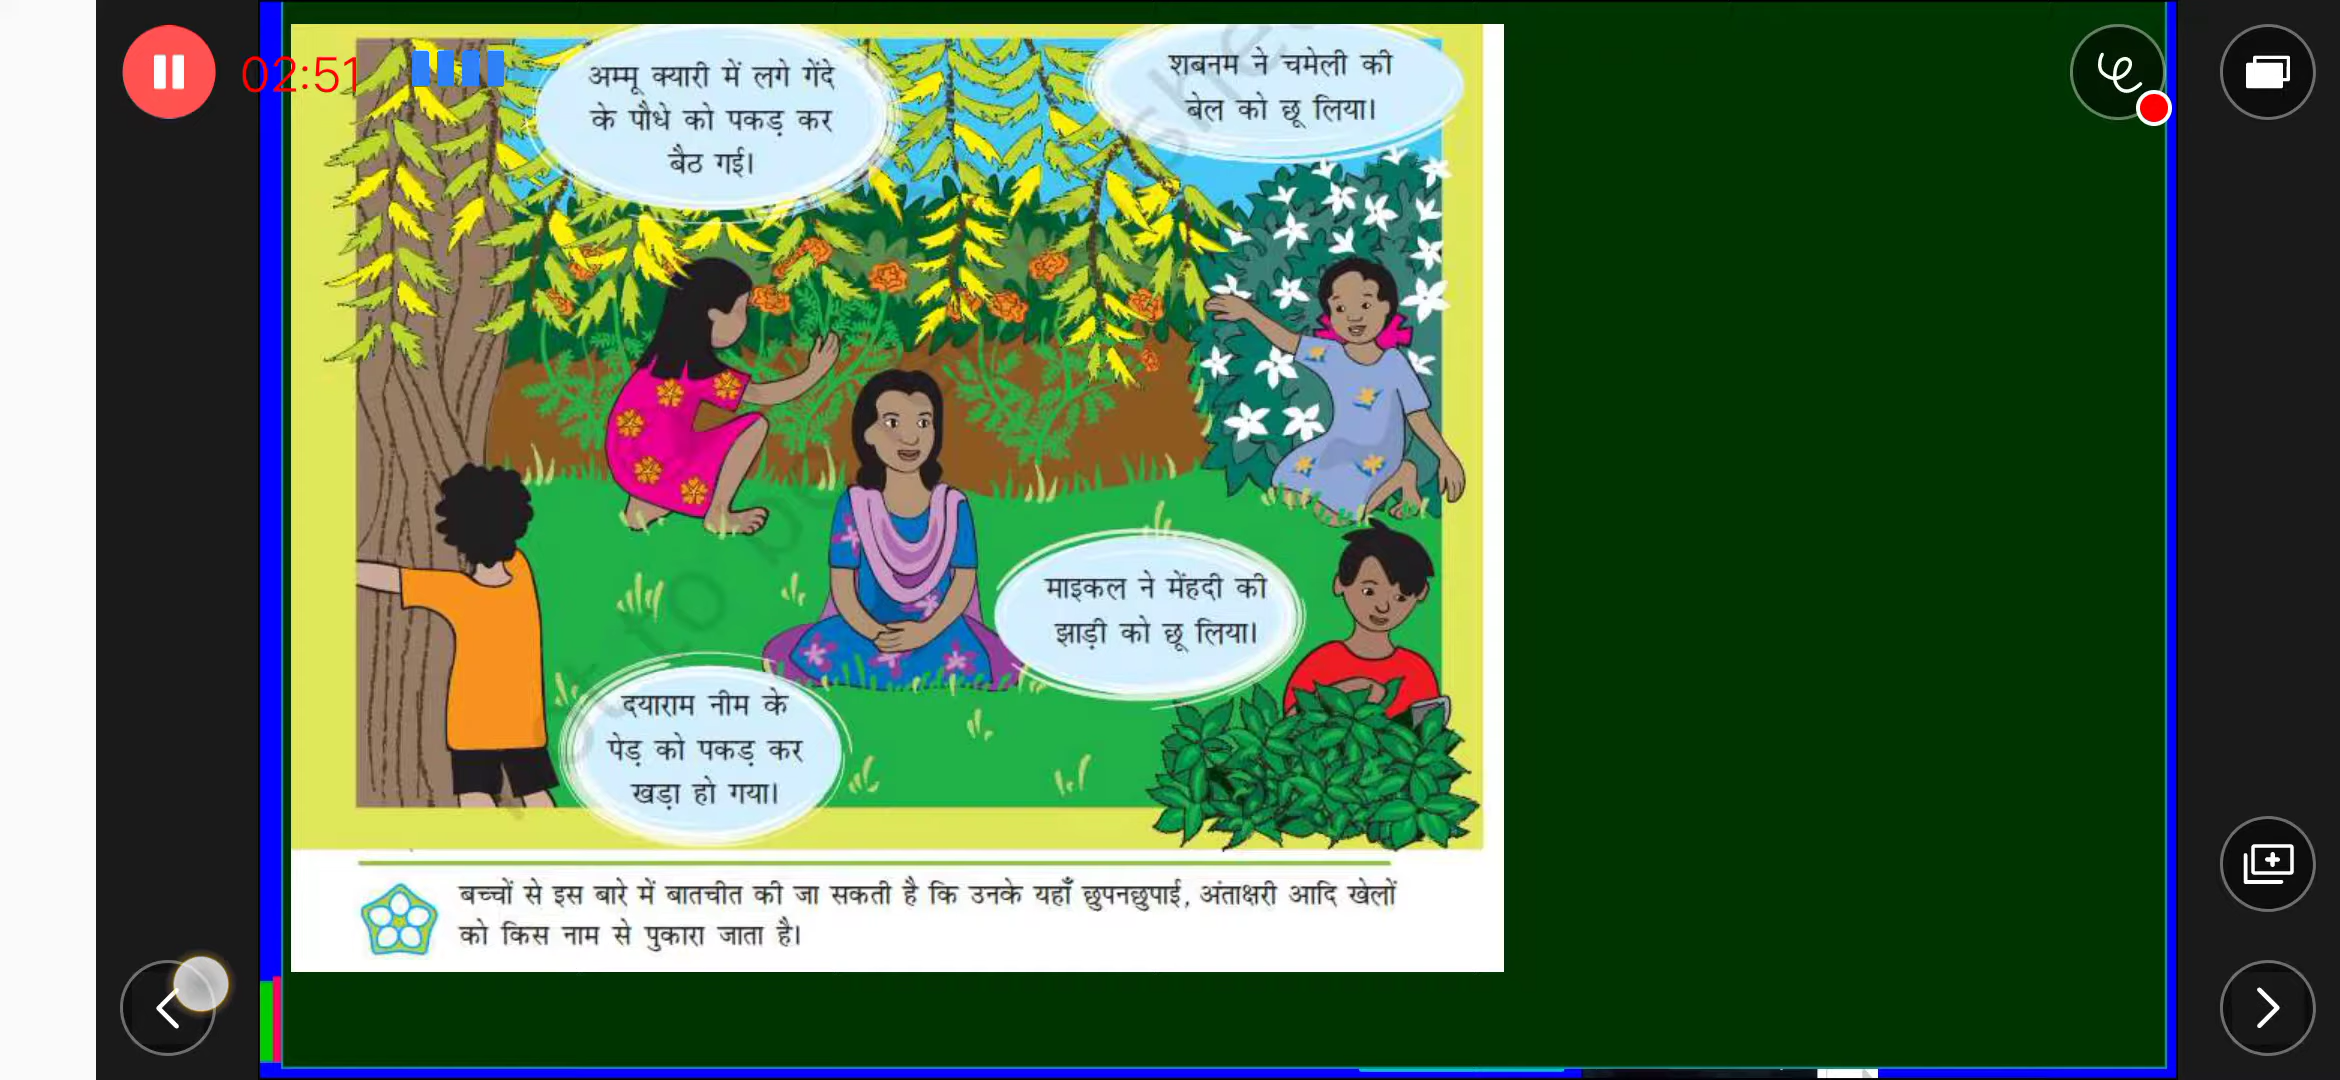 02:51
अम्मू क्यारी में लगे गेंदे
के पौधे को पकड़ कर
बैठ गई।
शबनम ने चमेली की
बेल को छू लिया।
माइकल ने मेंहदी की
झाड़ी को छू लिया।
दयाराम नीम के
पेड़ को पकड़ कर
खड़ा हो गया।
बच्चों से इस बारे में बातचीत की जा सकती है कि उनके यहाँ छुपनछुपाई, अंताक्षरी आदि खेलों
को किस नाम से पुकारा जाता है।